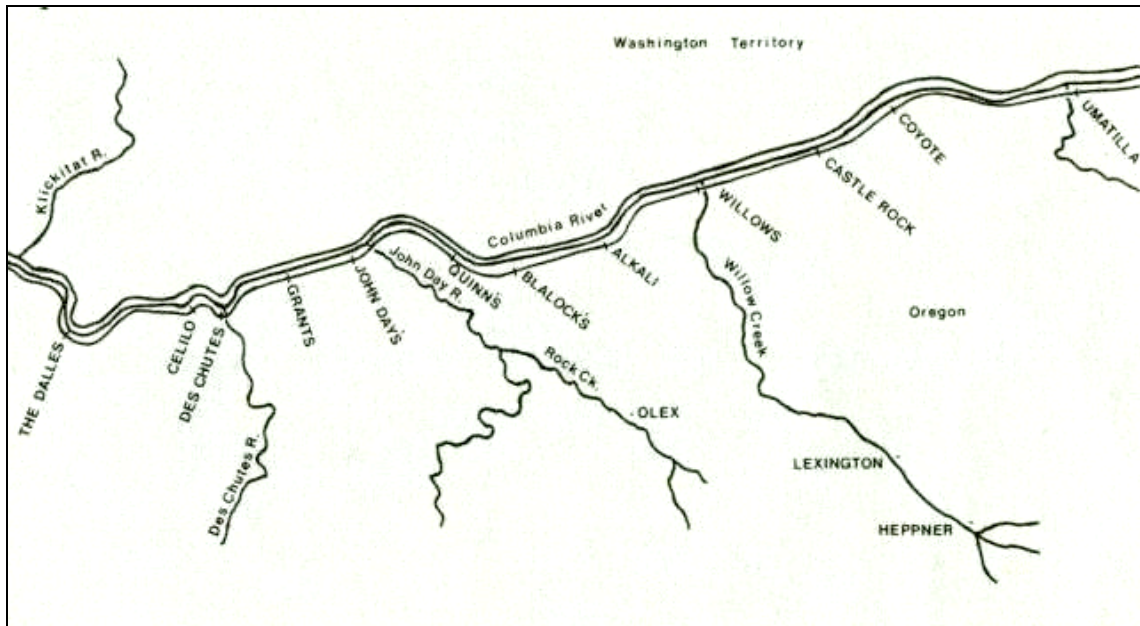 Washington Territory
Klickitat R.
Columbia River
UMATILLA
COYOTE
CASTLE ROCK
WILLOWS
ALKALI
BLALOCK'S
QUINN'S
John Day R.
JOHN DAY'S
GRANTS
DES CHUTES
CELILO
THE DALLES
Willow Creek
Oregon
Rock Ck.
OLEX
Des Chutes R.
LEXINGTON
HEPPNER